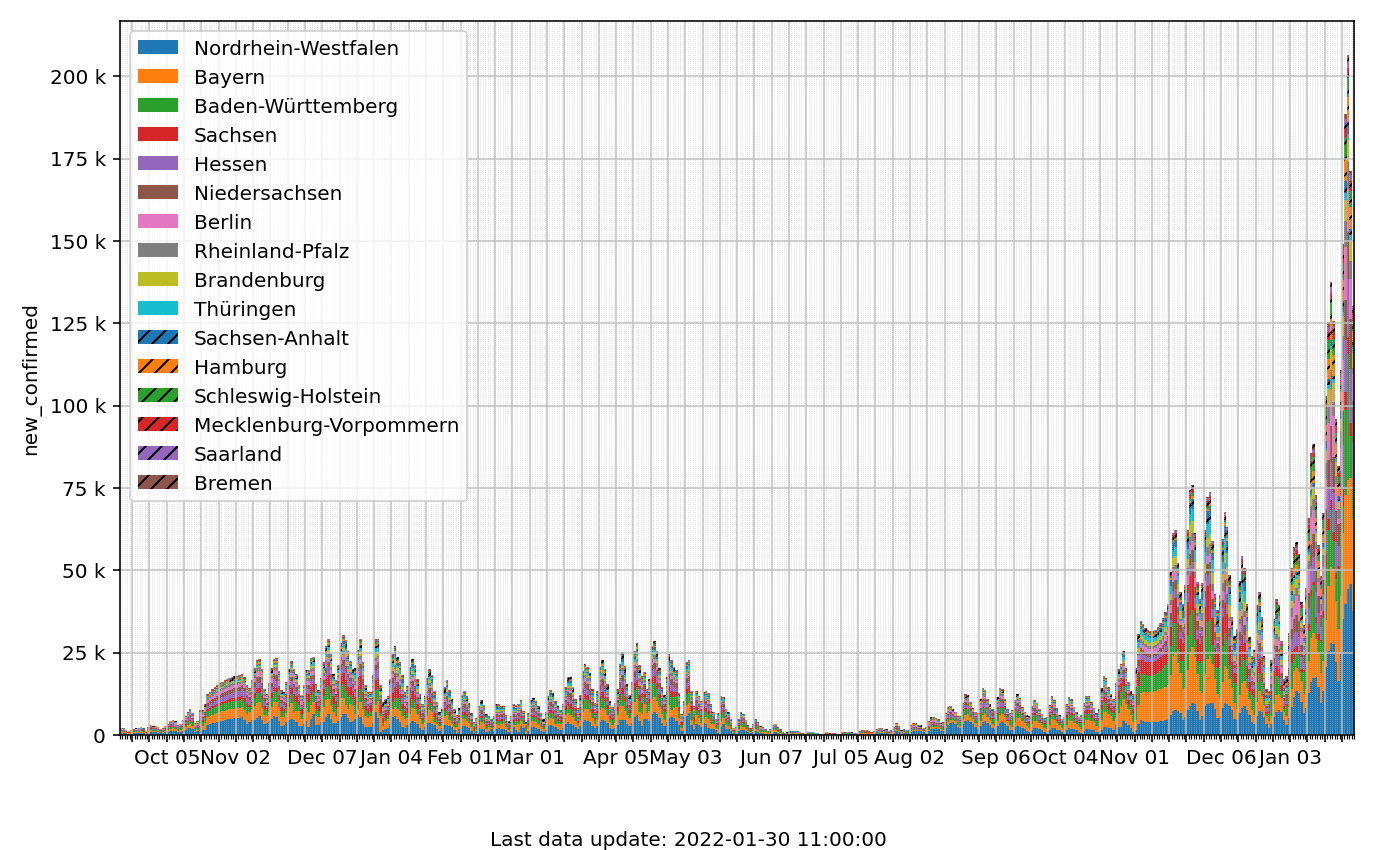 new_confirmed
200 k
175 k
150 k
125 k
100 k
75 k
50 k
25 k
0
Nordrhein-Westfalen
Bayern
Baden-Württemberg
Sachsen
Hessen
Niedersachsen
Berlin
Rheinland-Pfalz
Brandenburg
Thüringen
Sachsen-Anhalt
Hamburg
Schleswig-Holstein
Mecklenburg-Vorpommern
Saarland
Bremen
Oct 05 Nov 02 Dec 07 Jan 04 Feb 01 Mar 01 Apr 05 May 03 Jun 07 Jul 05 Aug 02 Sep 06 Oct 04 Nov 01 Dec 06 Jan 03
Last data update: 2022-01-30 11:00:00